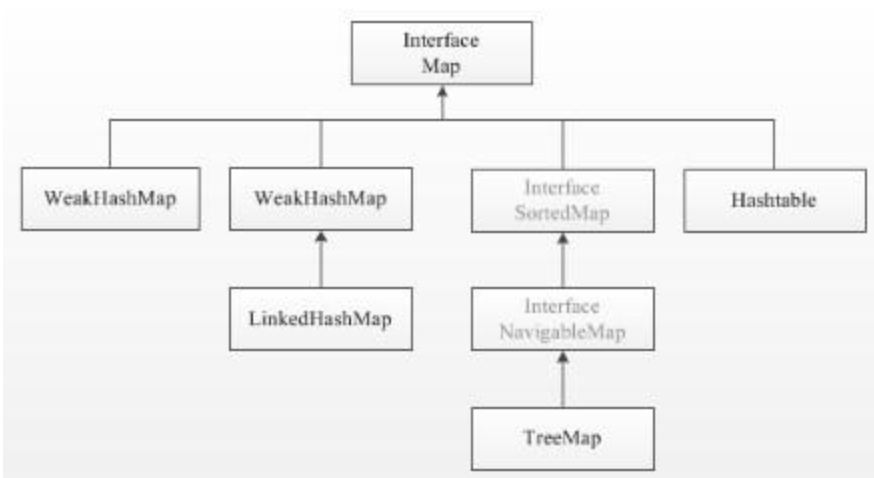 Interface
Map
WeakHashMap
WeakHashMap
Interface
SortedMap
Hashtable
LinkedHashMap
Interface
NavigableMap
TreeMap